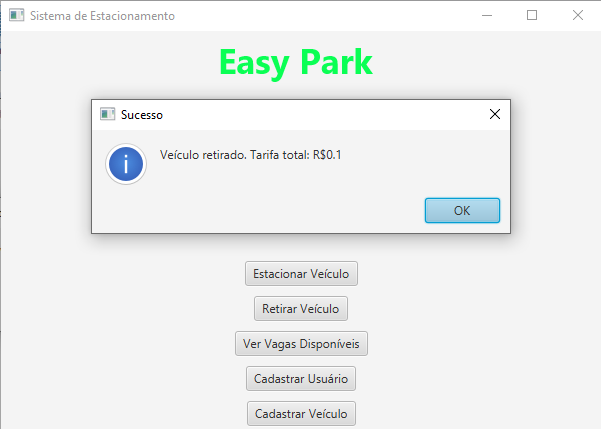 Sistema de Estacionamento
Easy Park
Sucesso
i
Veículo retirado. Tarifa total: R$0.1
OK
Estacionar Veículo
Retirar Veículo
Ver Vagas Disponíveis
Cadastrar Usuário
Cadastrar Veículo